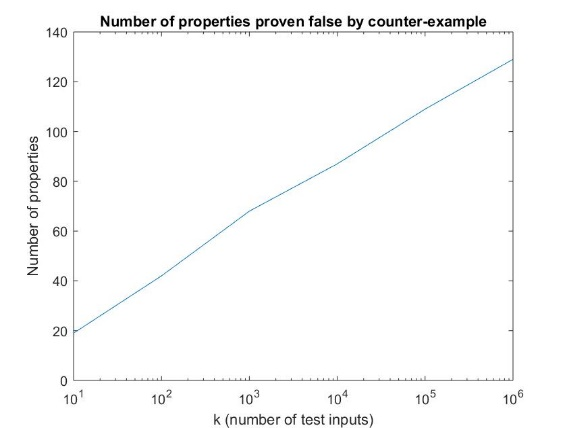 Number of properties proven false by counter-example
140
120
100
80
60
40
20
0
Number of properties
10^1 10^2 10^3 10^4 10^5 10^6
k (number of test inputs)